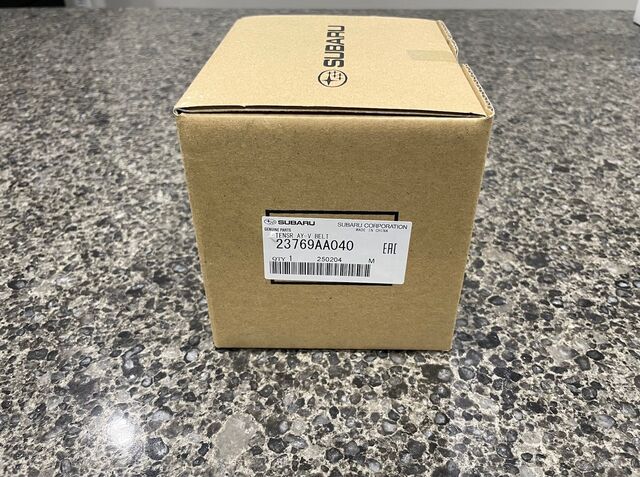 SUBARU
SUBARU SUBARU CORPORATION
GENUINE PARTS MADE IN CHINA
TENSR AY-V BELT
23769AA040 EAC
QTY 1 250204 M